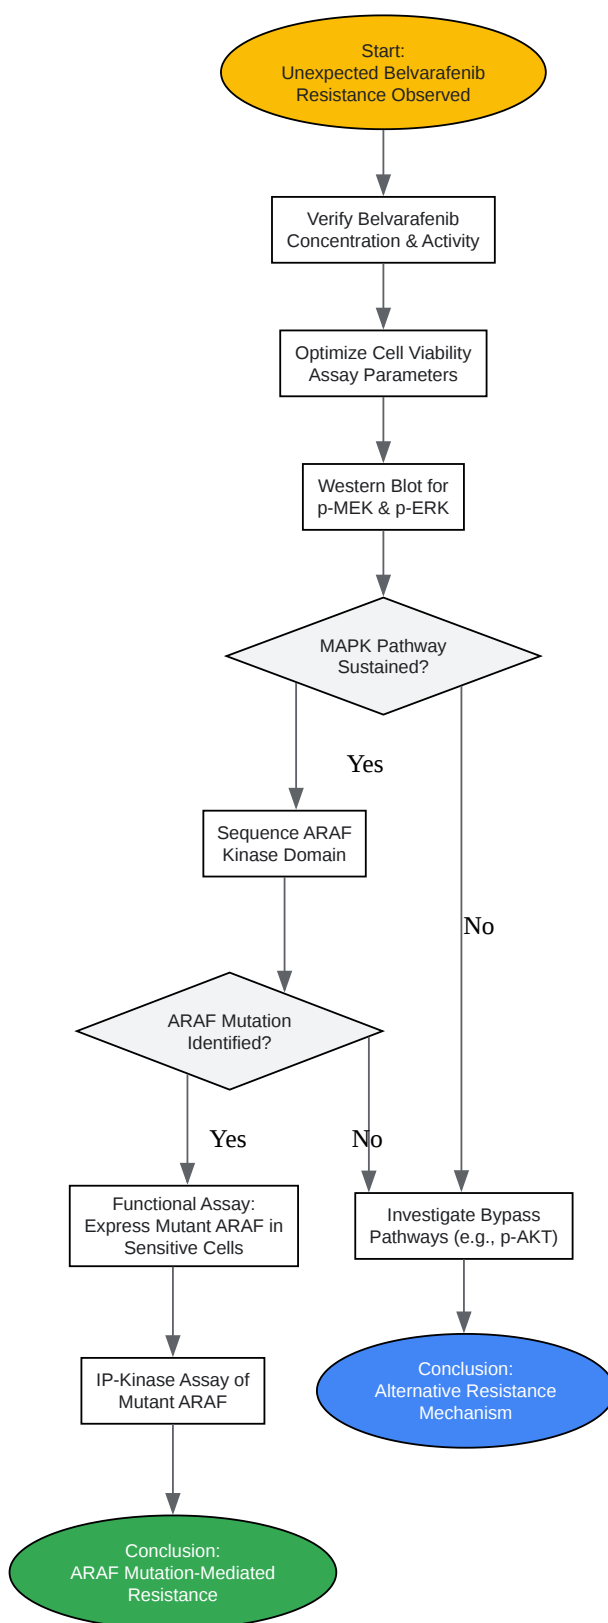 Start:
Unexpected Belvarafenib
Resistance Observed
Verify Belvarafenib
Concentration & Activity
Optimize Cell Viability
Assay Parameters
Western Blot for
p-MEK & p-ERK
MAPK Pathway
Sustained?
Yes
Sequence ARAF
Kinase Domain
No
ARAF Mutation
Identified?
Yes
No
Functional Assay:
Express Mutant ARAF in
Sensitive Cells
Investigate Bypass
Pathways (e.g., p-AKT)
IP-Kinase Assay of
Mutant ARAF
Conclusion:
Alternative Resistance
Mechanism
Conclusion:
ARAF Mutation-Mediated
Resistance